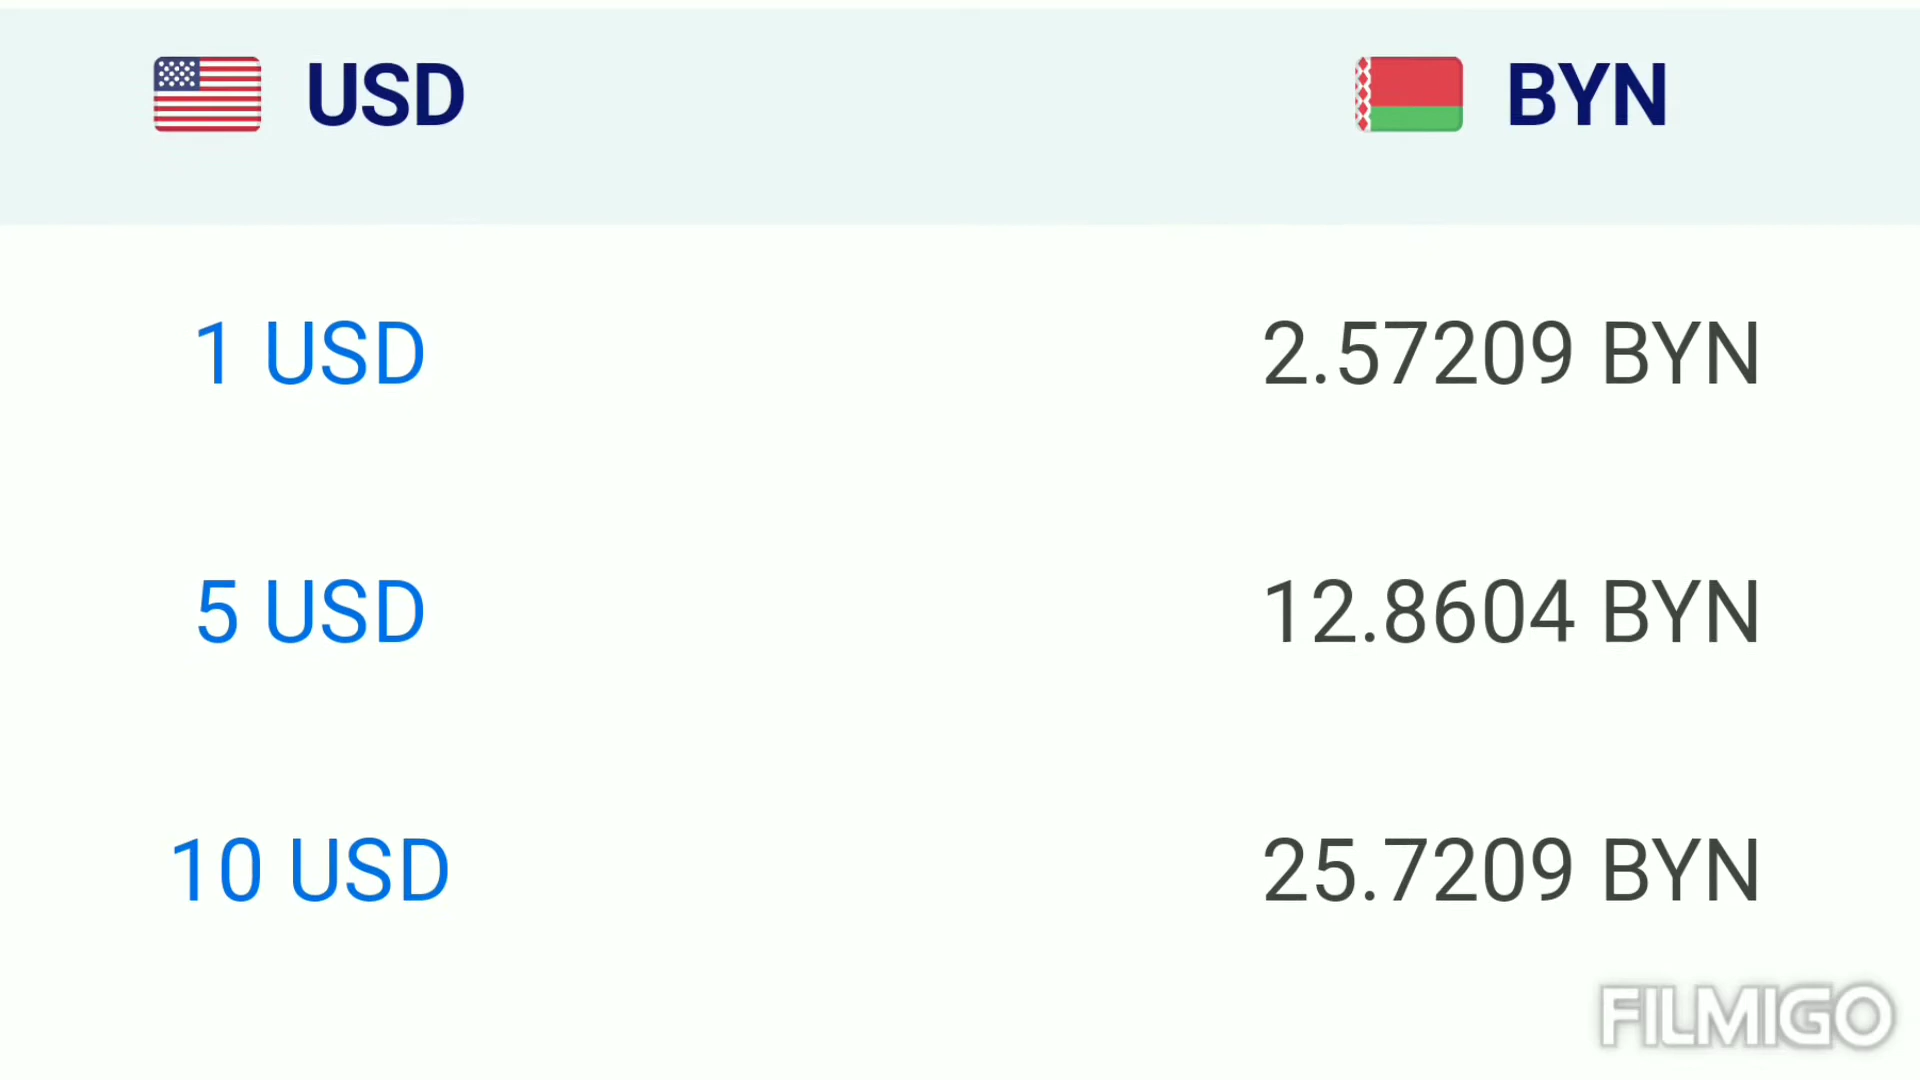 USD BYN
1 USD 2.57209 BYN
5 USD 12.8604 BYN
10 USD 25.7209 BYN
FILMIGO